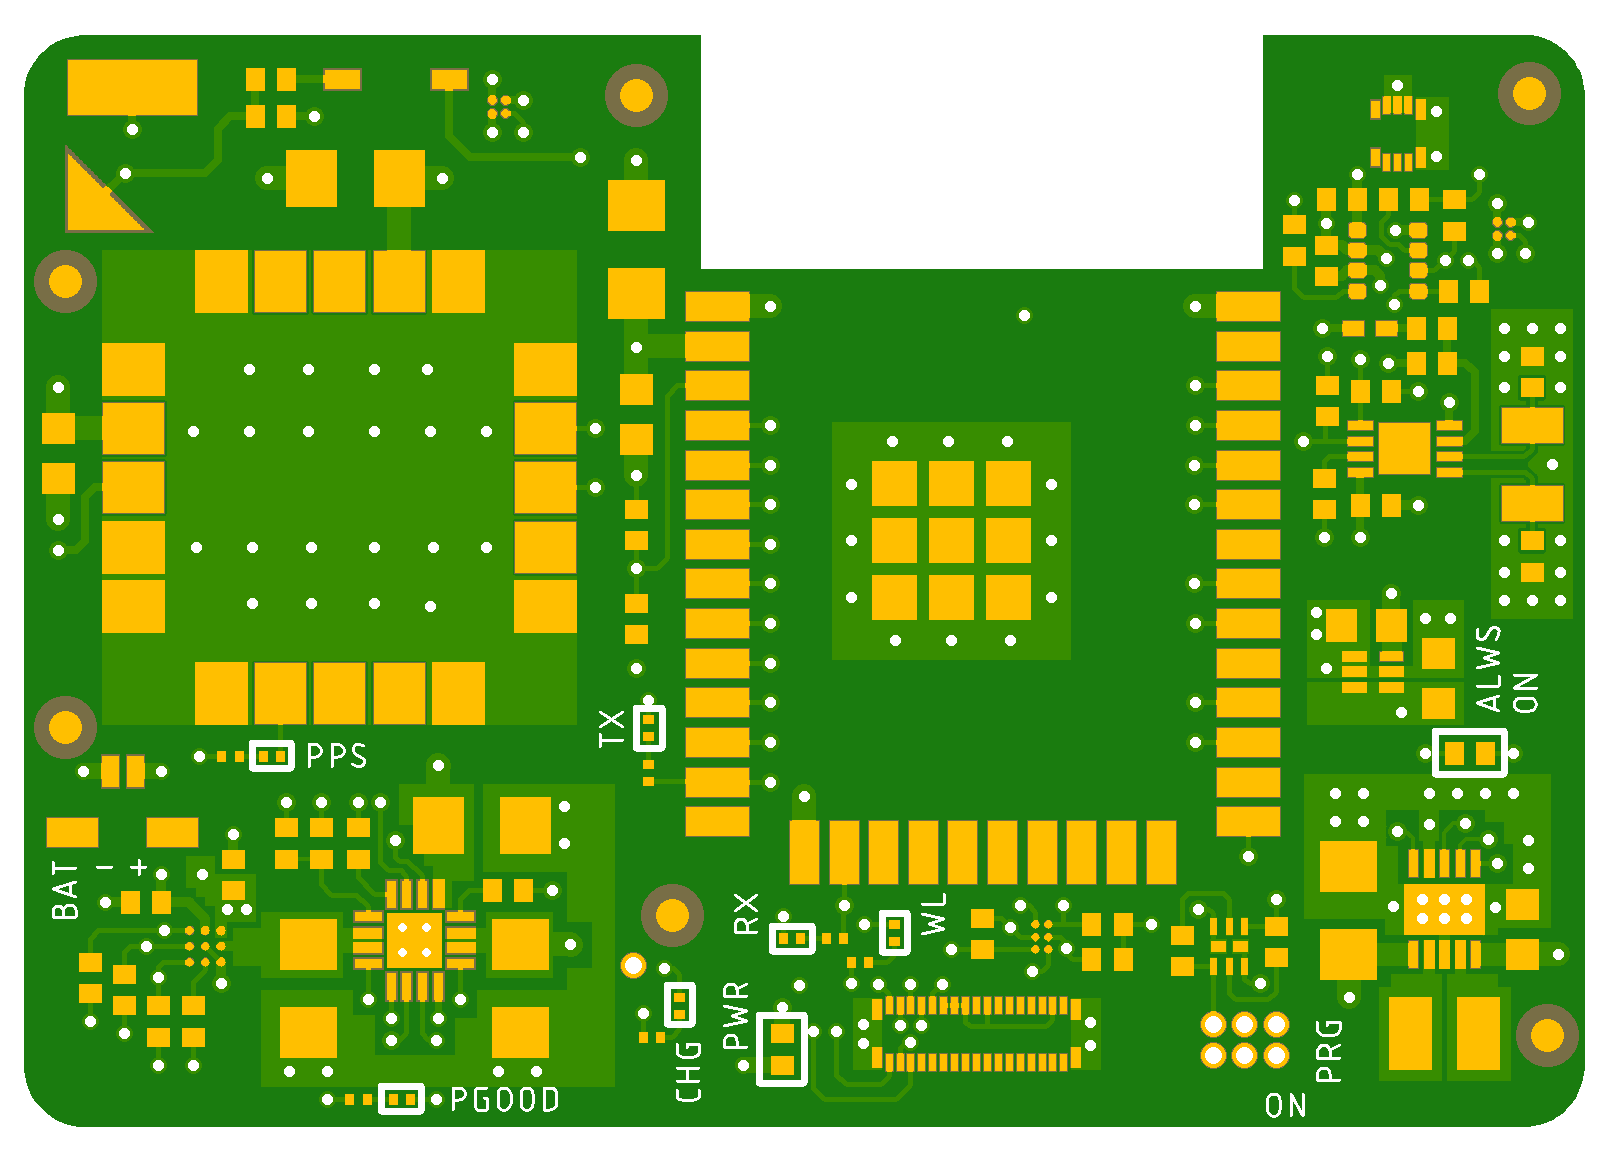 TX
PPS
ALWS
ON
BAT - +
RX
WL
PWR
CHG
PRG
PGOOD
ON